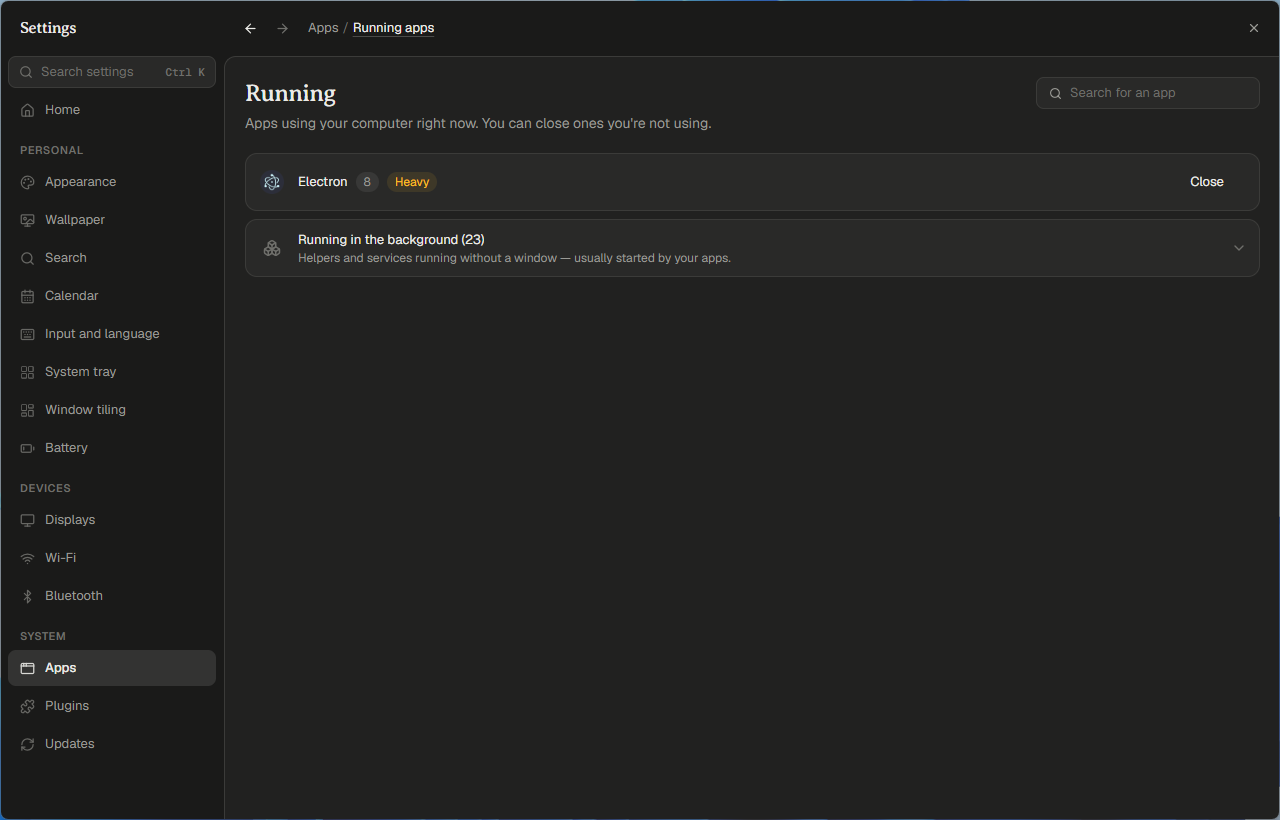 Settings
Apps / Running apps
Search settings Ctrl K
Home
PERSONAL
Appearance
Wallpaper
Search
Calendar
Input and language
System tray
Window tiling
Battery
DEVICES
Displays
Wi-Fi
Bluetooth
SYSTEM
Apps
Plugins
Updates
Running
Search for an app
Apps using your computer right now. You can close ones you're not using.
Electron 8 Heavy Close
Running in the background (23)
Helpers and services running without a window — usually started by your apps.